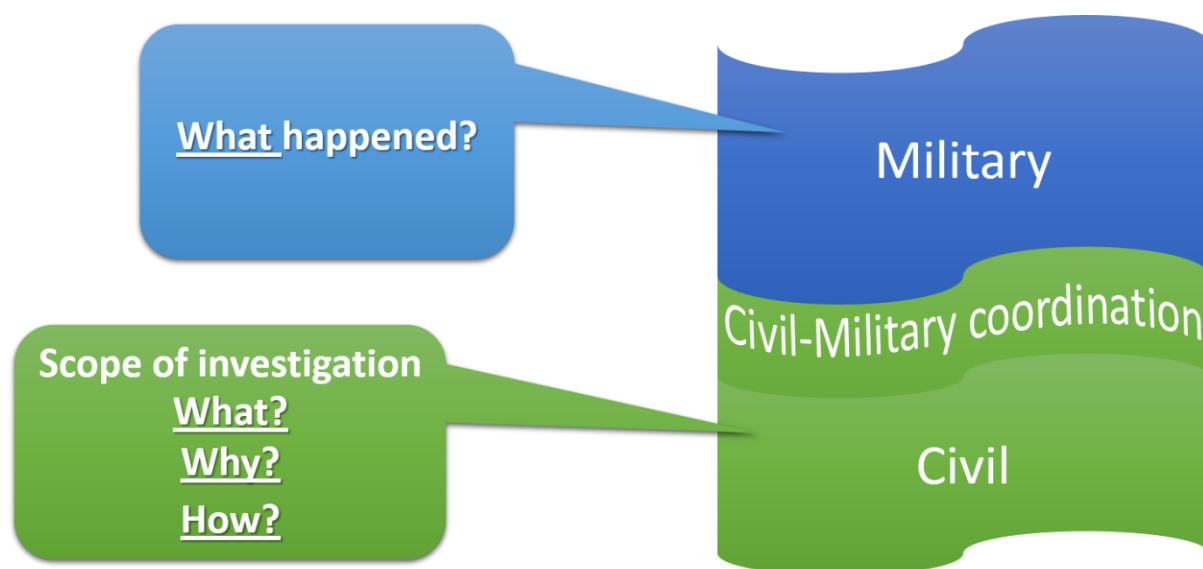 What happened?
Military
Civil-Military coordination
Scope of investigation
What?
Why?
How?
Civil